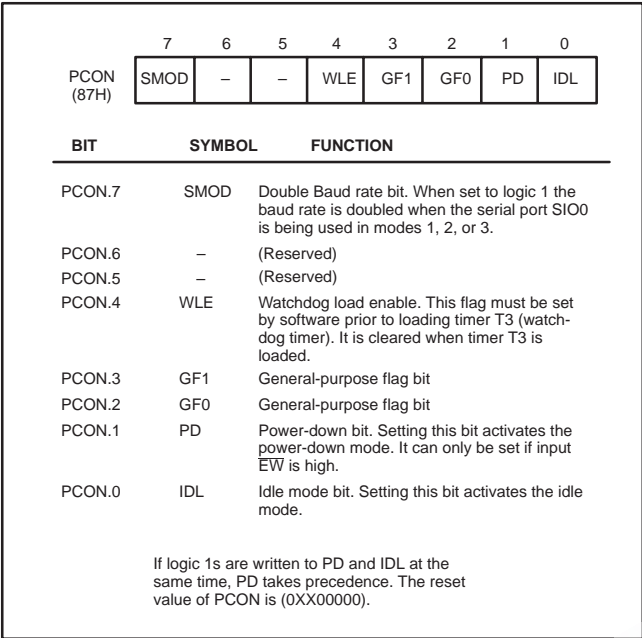 7 6 5 4 3 2 1 0
PCON (87H) SMOD – – WLE GF1 GF0 PD IDL
BIT SYMBOL FUNCTION
PCON.7 SMOD Double Baud rate bit. When set to logic 1 the
baud rate is doubled when the serial port SIO0
is being used in modes 1, 2, or 3.
PCON.6 – (Reserved)
PCON.5 – (Reserved)
PCON.4 WLE Watchdog load enable. This flag must be set
by software prior to loading timer T3 (watch-
dog timer). It is cleared when timer T3 is
loaded.
PCON.3 GF1 General-purpose flag bit
PCON.2 GF0 General-purpose flag bit
PCON.1 PD Power-down bit. Setting this bit activates the
power-down mode. It can only be set if input
E̅W̅ is high.
PCON.0 IDL Idle mode bit. Setting this bit activates the idle
mode.
If logic 1s are written to PD and IDL at the
same time, PD takes precedence. The reset
value of PCON is (0XX00000).